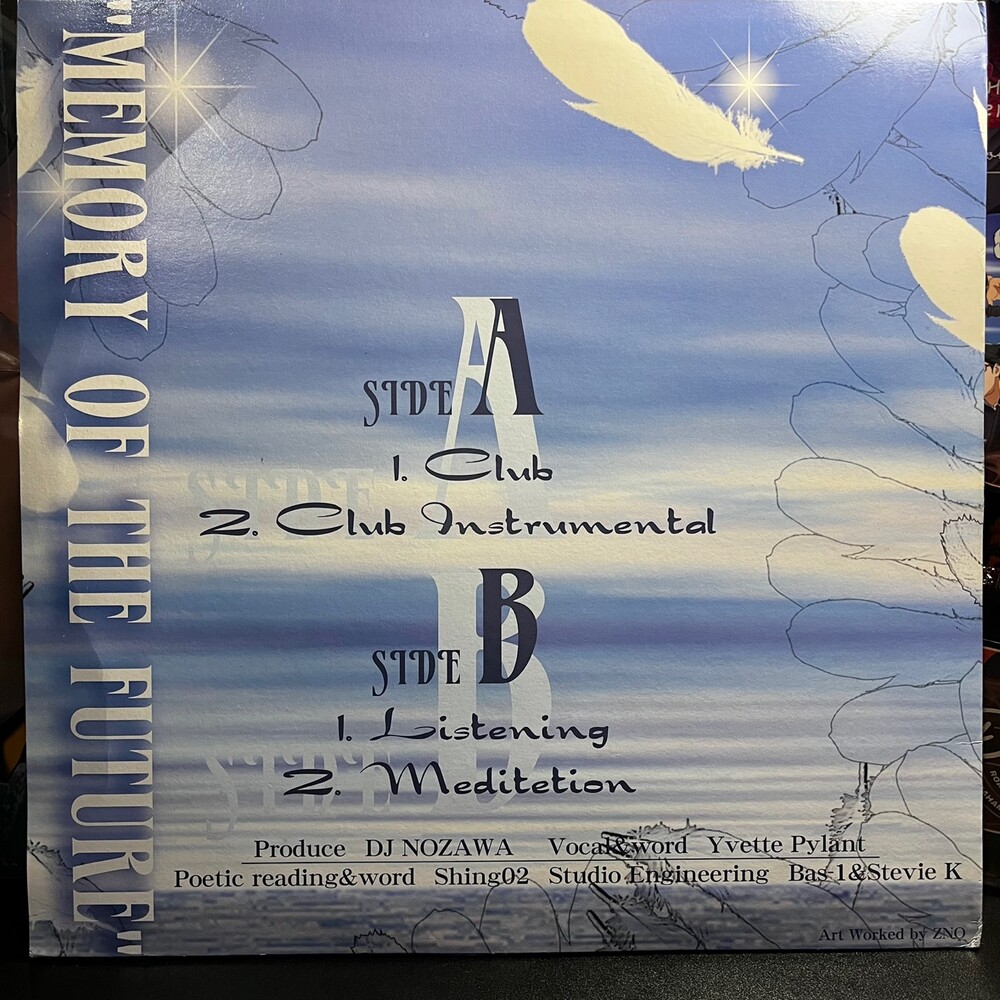 "MEMORY OF THE FUTURE"
SIDE A
1. Club
2. Club Instrumental
SIDE B
1. Listening
2. Meditetion
Produce DJ NOZAWA Vocal&word Yvette Pylant
Poetic reading&word Shing02 Studio Engineering Bas-1&Stevie K
Art Worked by ZNO